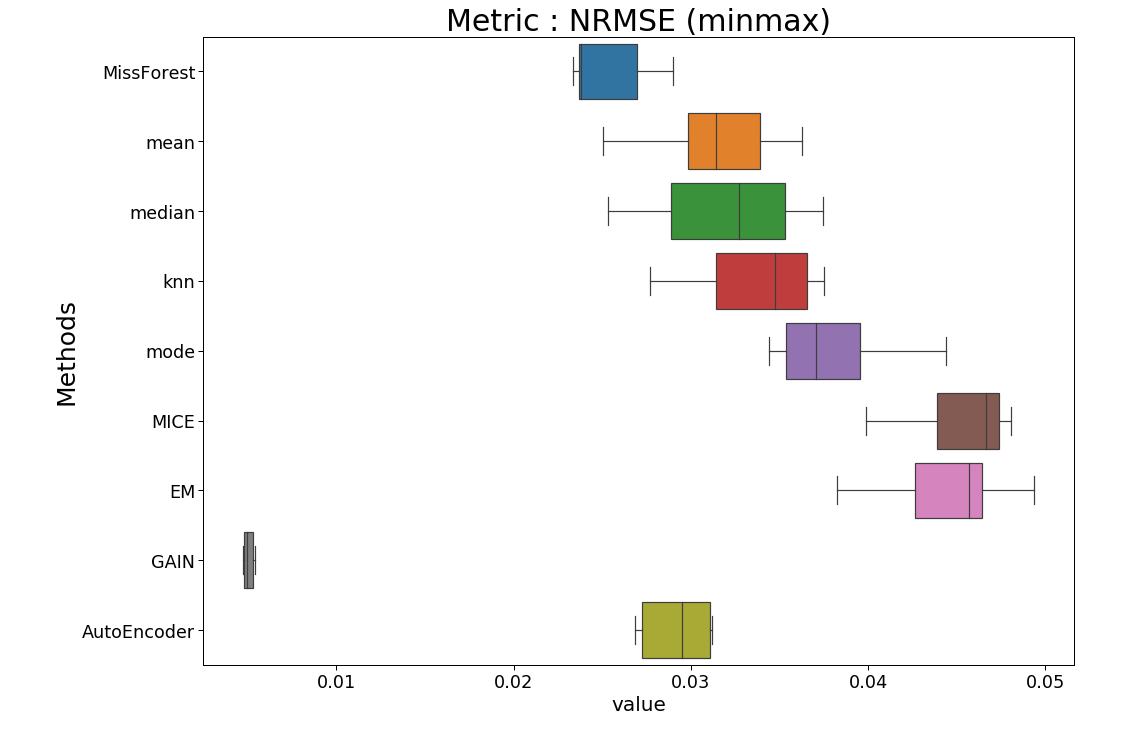 Metric : NRMSE (minmax)
MissForest
mean
median
knn
mode
MICE
EM
GAIN
AutoEncoder
Methods
0.01 0.02 0.03 0.04 0.05
value